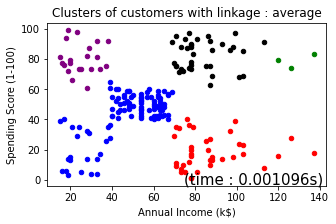 Clusters of customers with linkage : average
Spending Score (1-100)
100
80
60
40
20
0
(time : 0.001096s)
20 40 60 80 100 120 140
Annual Income (k$)